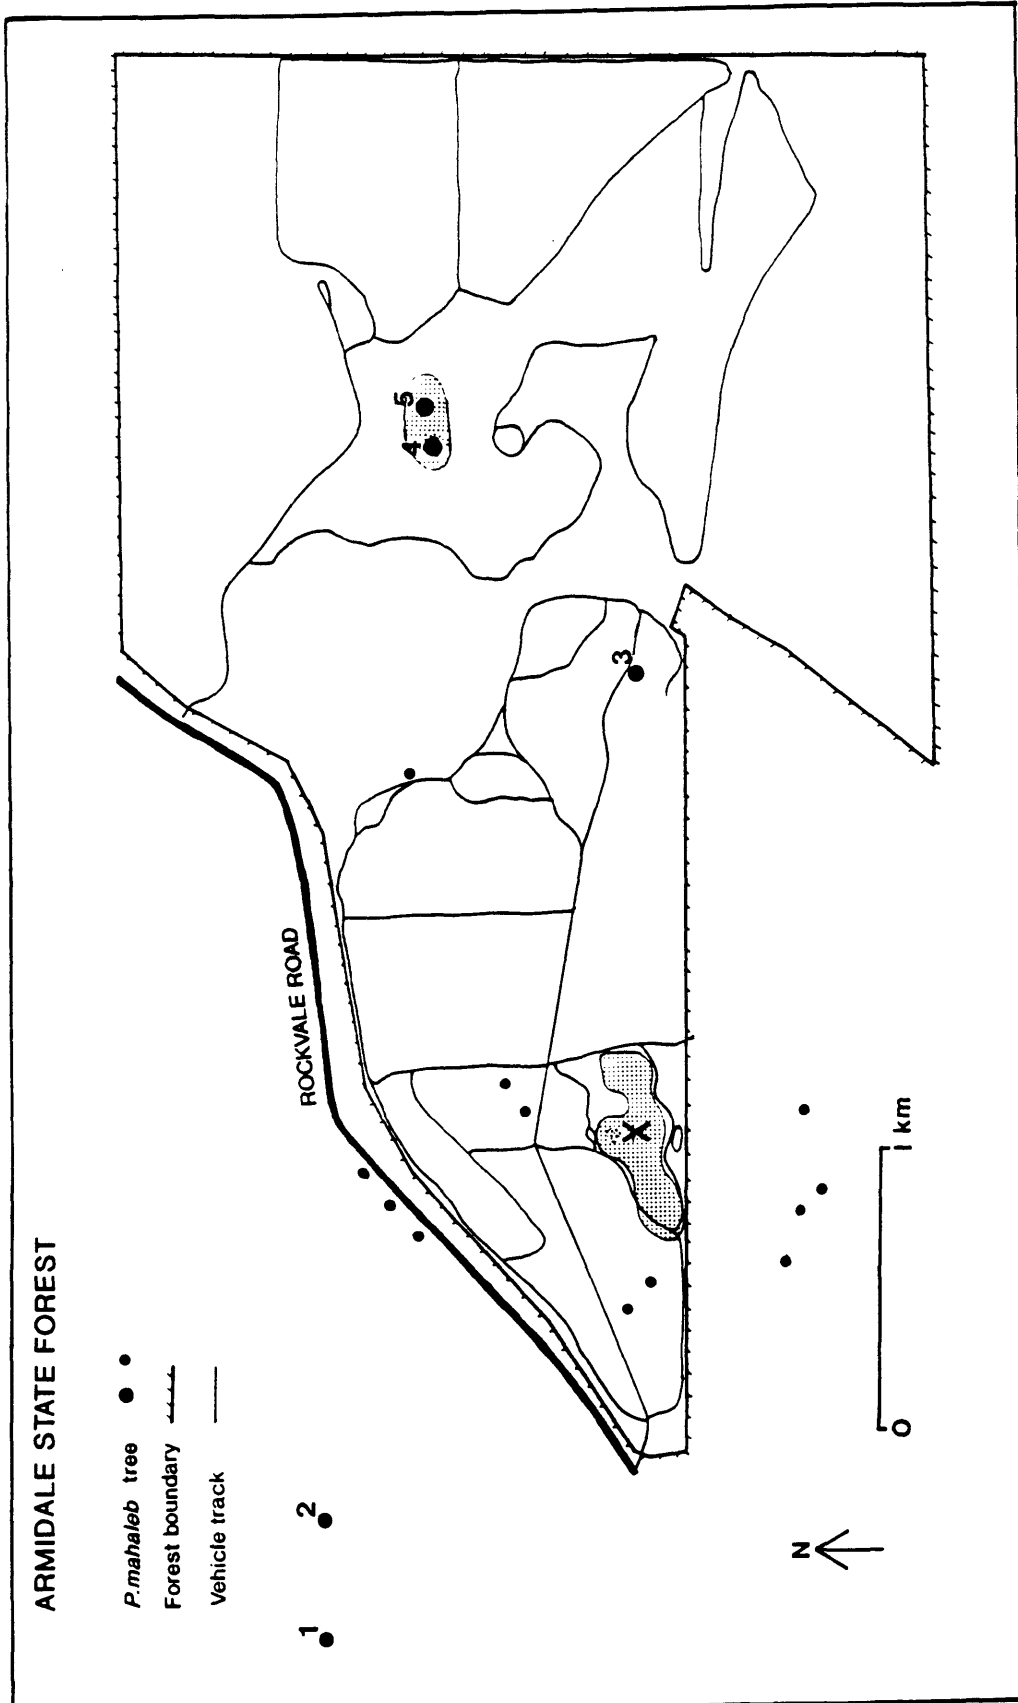 ARMIDALE STATE FOREST
P.mahaleb tree
Forest boundary
Vehicle track
ROCKVALE ROAD
1
2
3
4
5
X
N
0
1 km